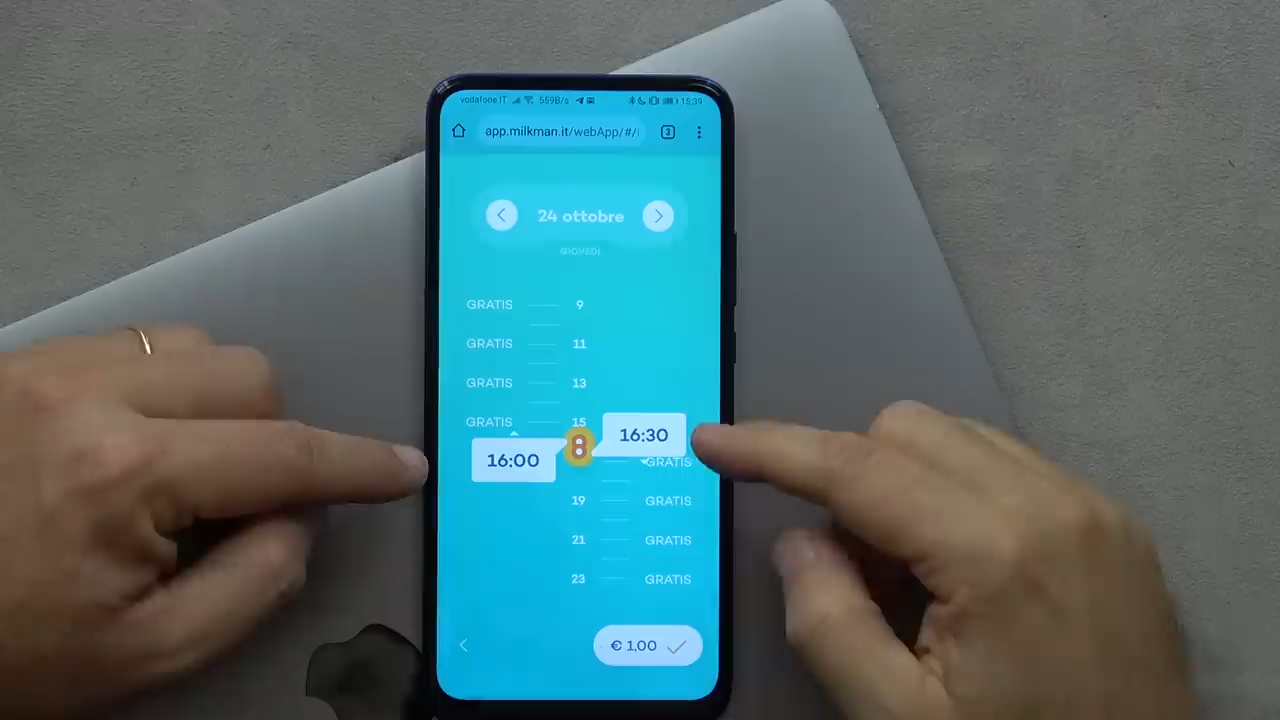 vodafone.IT 559B/s 15:39
app.milkman.it/webApp/#/
3
24 ottobre
GIOVEDÌ
GRATIS 9
GRATIS 11
GRATIS 13
GRATIS 15
16:30
16:00
GRATIS
19
21 GRATIS
23 GRATIS
€ 1,00